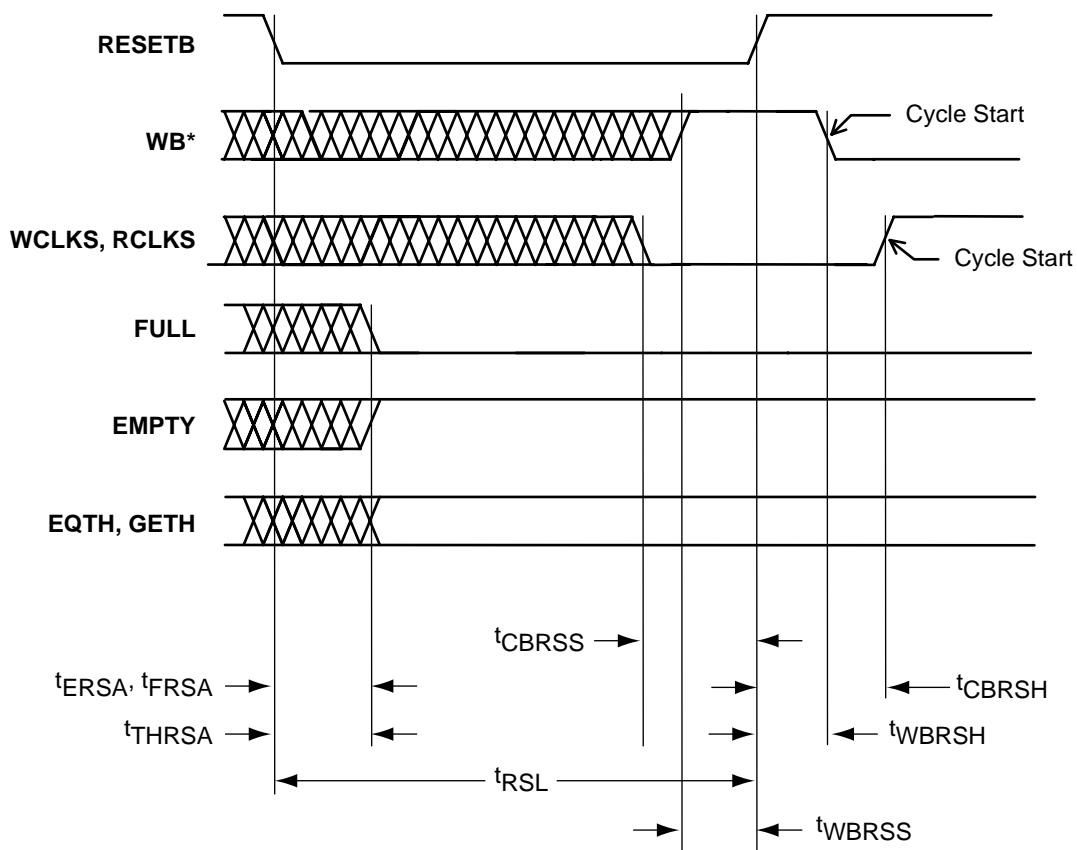 RESETB
WB*
Cycle Start
WCLKS, RCLKS
Cycle Start
FULL
EMPTY
EQTH, GETH
tCBRSS
tERSA, tFRSA
tCBRSH
tTHRSA
tWBRSH
tRSL
tWBRSS